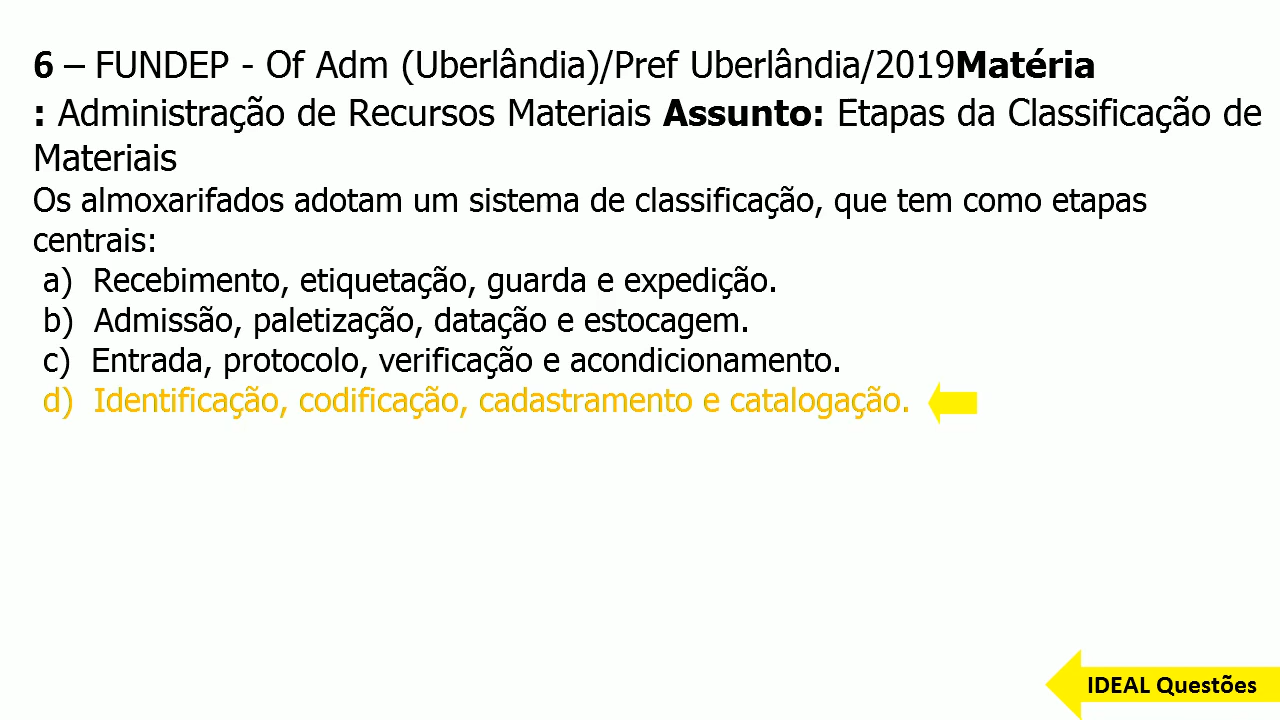 6 – FUNDEP - Of Adm (Uberlândia)/Pref Uberlândia/2019Matéria
: Administração de Recursos Materiais Assunto: Etapas da Classificação de
Materiais
Os almoxarifados adotam um sistema de classificação, que tem como etapas
centrais:
a) Recebimento, etiquetação, guarda e expedição.
b) Admissão, paletização, datação e estocagem.
c) Entrada, protocolo, verificação e acondicionamento.
d) Identificação, codificação, cadastramento e catalogação.
IDEAL Questões